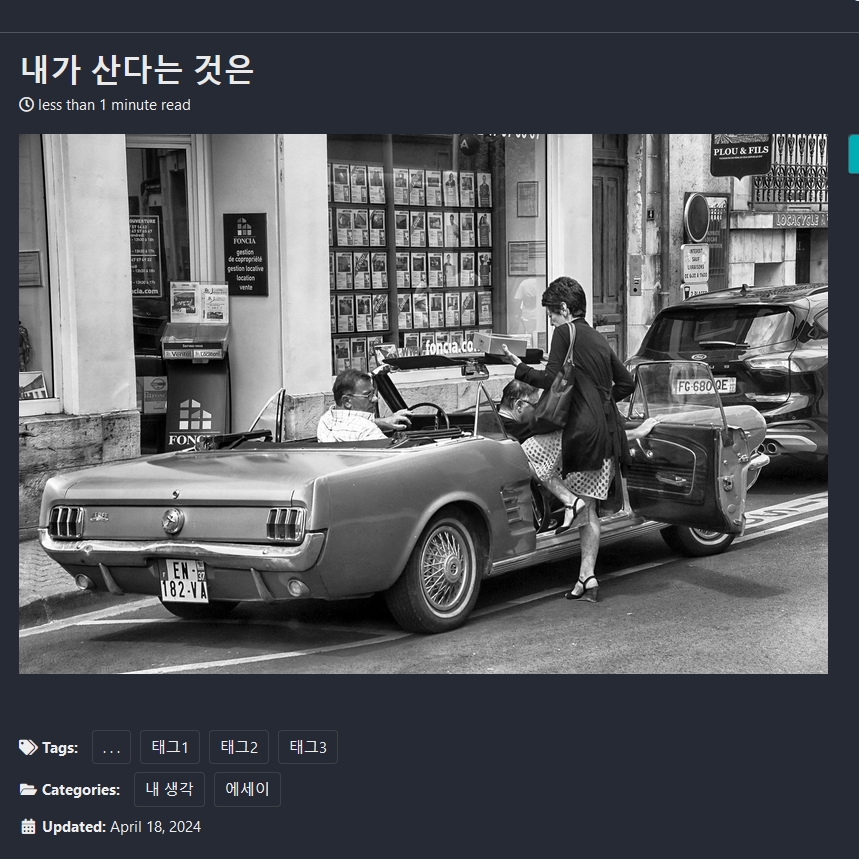 내가 산다는 것은
less than 1 minute read
PLOU & FILS
LOCACYCLE
FONCIA
gestion
de copropriété
gestion locative
location
vente
foncia.co
FG-680 QE
FONC
EN
182-VA
Tags: ... 태그1 태그2 태그3
Categories: 내 생각 에세이
Updated: April 18, 2024